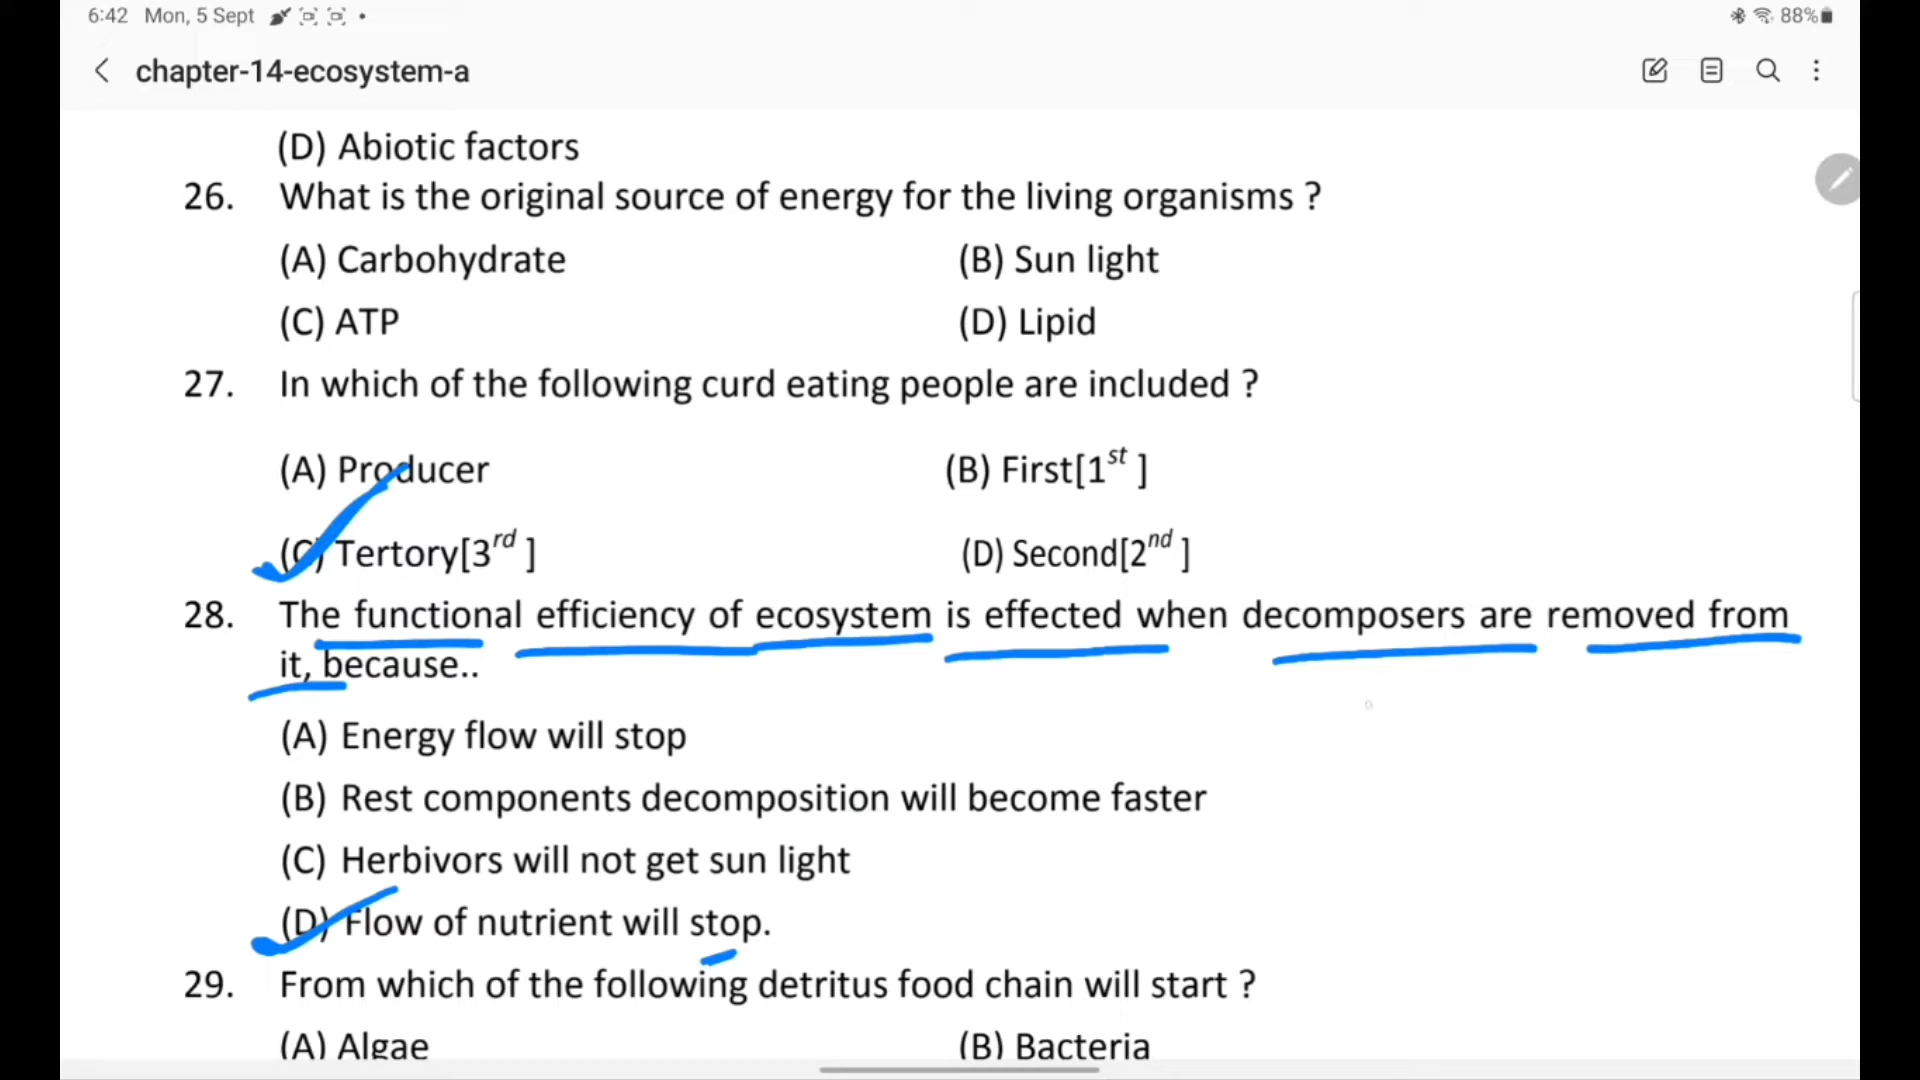 6:42 Mon, 5 Sept 88%
chapter-14-ecosystem-a
(D) Abiotic factors
26. What is the original source of energy for the living organisms ?
(A) Carbohydrate (B) Sun light
(C) ATP (D) Lipid
27. In which of the following curd eating people are included ?
(A) Producer (B) First[1st ]
(C) Tertory[3rd ] (D) Second[2nd ]
28. The functional efficiency of ecosystem is effected when decomposers are removed from
it, because..
(A) Energy flow will stop
(B) Rest components decomposition will become faster
(C) Herbivors will not get sun light
(D) Flow of nutrient will stop.
29. From which of the following detritus food chain will start ?
(A) Algae (B) Bacteria